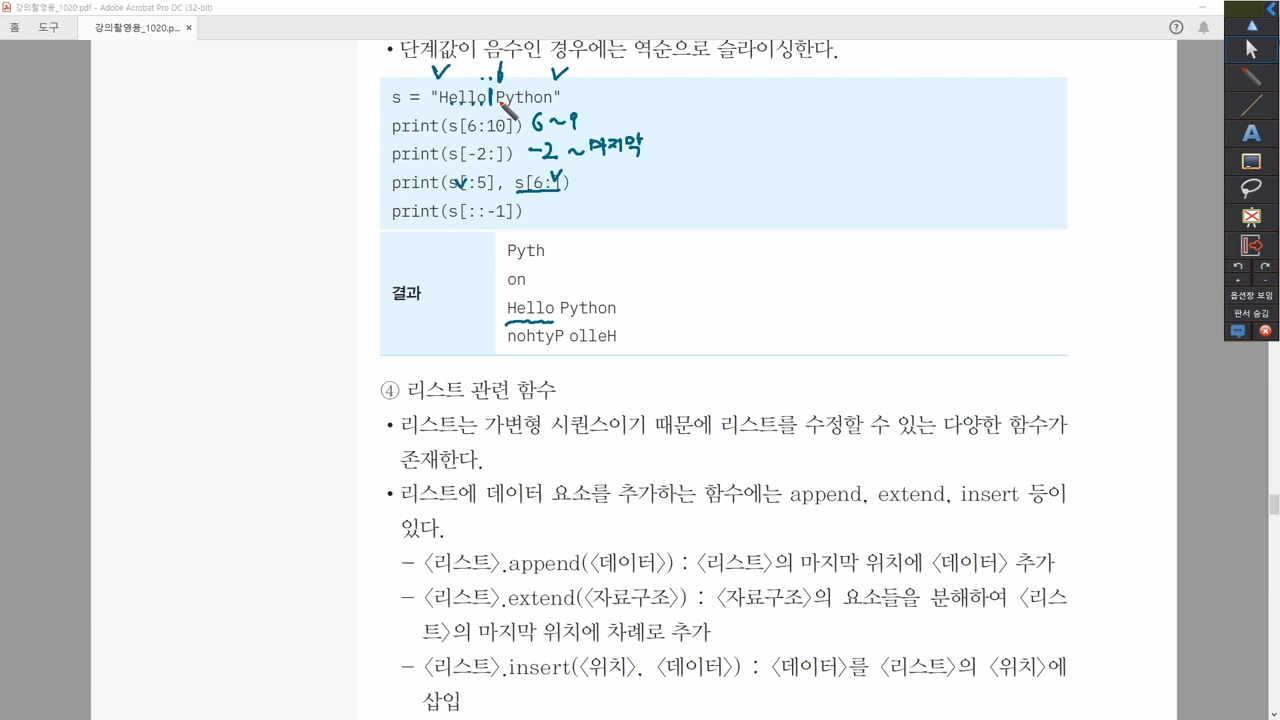 강의촬영용_1020.pdf - Adobe Acrobat Pro DC (32-bit)
홈 도구 강의촬영용_1020.p... ×
• 단계값이 음수인 경우에는 역순으로 슬라이싱한다.
6
s = "Hello Python"
print(s[6:10]) 6 ~ 9
print(s[-2:]) -2 ~ 마지막
print(s[:5], s[6:])
print(s[::-1])
결과
Pyth
on
Hello Python
nohtyP olleH
④ 리스트 관련 함수
• 리스트는 가변형 시퀀스이기 때문에 리스트를 수정할 수 있는 다양한 함수가
존재한다.
• 리스트에 데이터 요소를 추가하는 함수에는 append, extend, insert 등이
있다.
– 〈리스트〉.append(〈데이터〉) : 〈리스트〉의 마지막 위치에 〈데이터〉 추가
– 〈리스트〉.extend(〈자료구조〉) : 〈자료구조〉의 요소들을 분해하여 〈리스
트〉의 마지막 위치에 차례로 추가
– 〈리스트〉.insert(〈위치〉, 〈데이터〉) : 〈데이터〉를 〈리스트〉의 〈위치〉에
삽입
A
옵션장 보임
판서 숨김